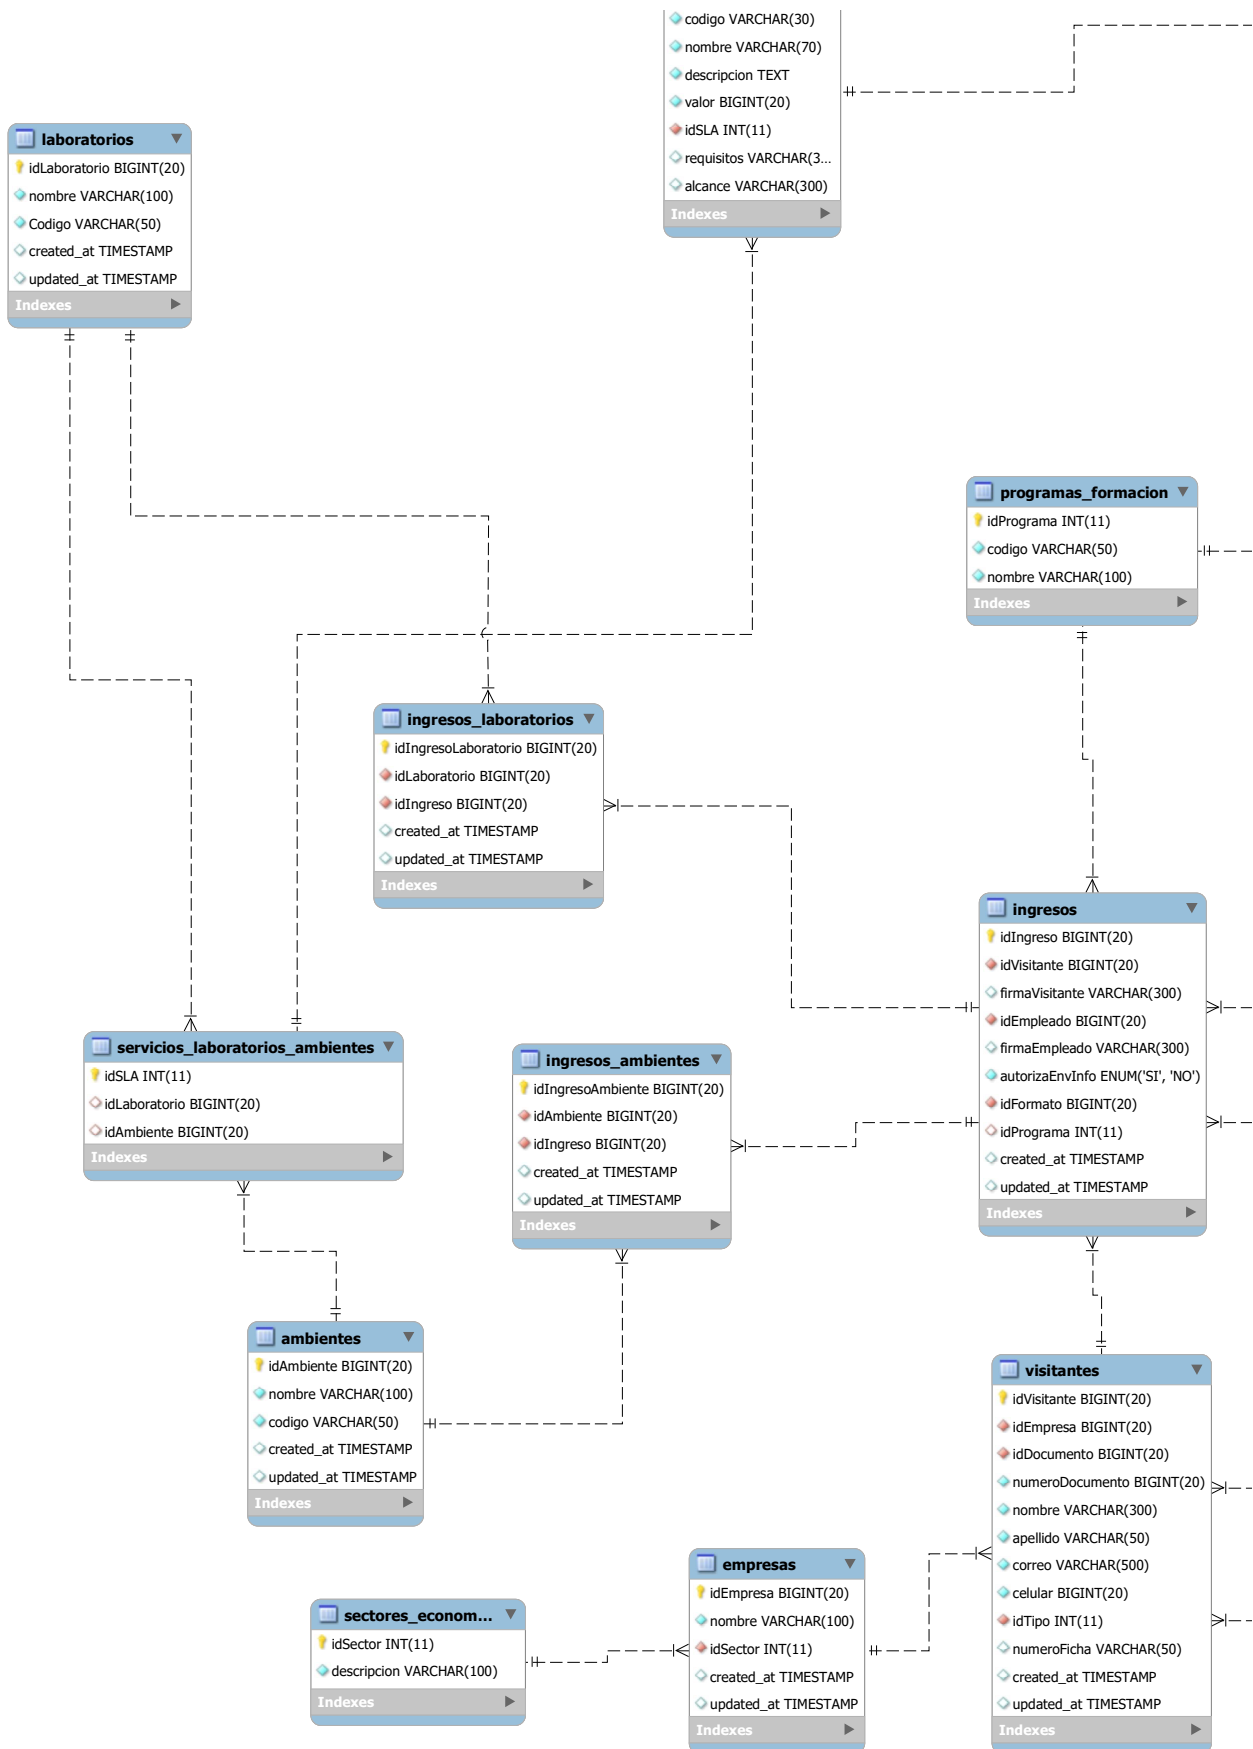 codigo VARCHAR(30)
nombre VARCHAR(70)
descripcion TEXT
valor BIGINT(20)
idSLA INT(11)
requisitos VARCHAR(3...
alcance VARCHAR(300)
Indexes
laboratorios
idLaboratorio BIGINT(20)
nombre VARCHAR(100)
Codigo VARCHAR(50)
created_at TIMESTAMP
updated_at TIMESTAMP
Indexes
programas_formacion
idPrograma INT(11)
codigo VARCHAR(50)
nombre VARCHAR(100)
Indexes
ingresos_laboratorios
idIngresoLaboratorio BIGINT(20)
idLaboratorio BIGINT(20)
idIngreso BIGINT(20)
created_at TIMESTAMP
updated_at TIMESTAMP
Indexes
ingresos
idIngreso BIGINT(20)
idVisitante BIGINT(20)
firmaVisitante VARCHAR(300)
idEmpleado BIGINT(20)
firmaEmpleado VARCHAR(300)
autorizaEnvInfo ENUM('SI', 'NO')
idFormato BIGINT(20)
idPrograma INT(11)
created_at TIMESTAMP
updated_at TIMESTAMP
Indexes
servicios_laboratorios_ambientes
idSLA INT(11)
idLaboratorio BIGINT(20)
idAmbiente BIGINT(20)
Indexes
ingresos_ambientes
idIngresoAmbiente BIGINT(20)
idAmbiente BIGINT(20)
idIngreso BIGINT(20)
created_at TIMESTAMP
updated_at TIMESTAMP
Indexes
ambientes
idAmbiente BIGINT(20)
nombre VARCHAR(100)
codigo VARCHAR(50)
created_at TIMESTAMP
updated_at TIMESTAMP
Indexes
visitantes
idVisitante BIGINT(20)
idEmpresa BIGINT(20)
idDocumento BIGINT(20)
numeroDocumento BIGINT(20)
nombre VARCHAR(300)
apellido VARCHAR(50)
correo VARCHAR(500)
celular BIGINT(20)
idTipo INT(11)
numeroFicha VARCHAR(50)
created_at TIMESTAMP
updated_at TIMESTAMP
Indexes
empresas
idEmpresa BIGINT(20)
nombre VARCHAR(100)
idSector INT(11)
created_at TIMESTAMP
updated_at TIMESTAMP
Indexes
sectores_econom...
idSector INT(11)
descripcion VARCHAR(100)
Indexes